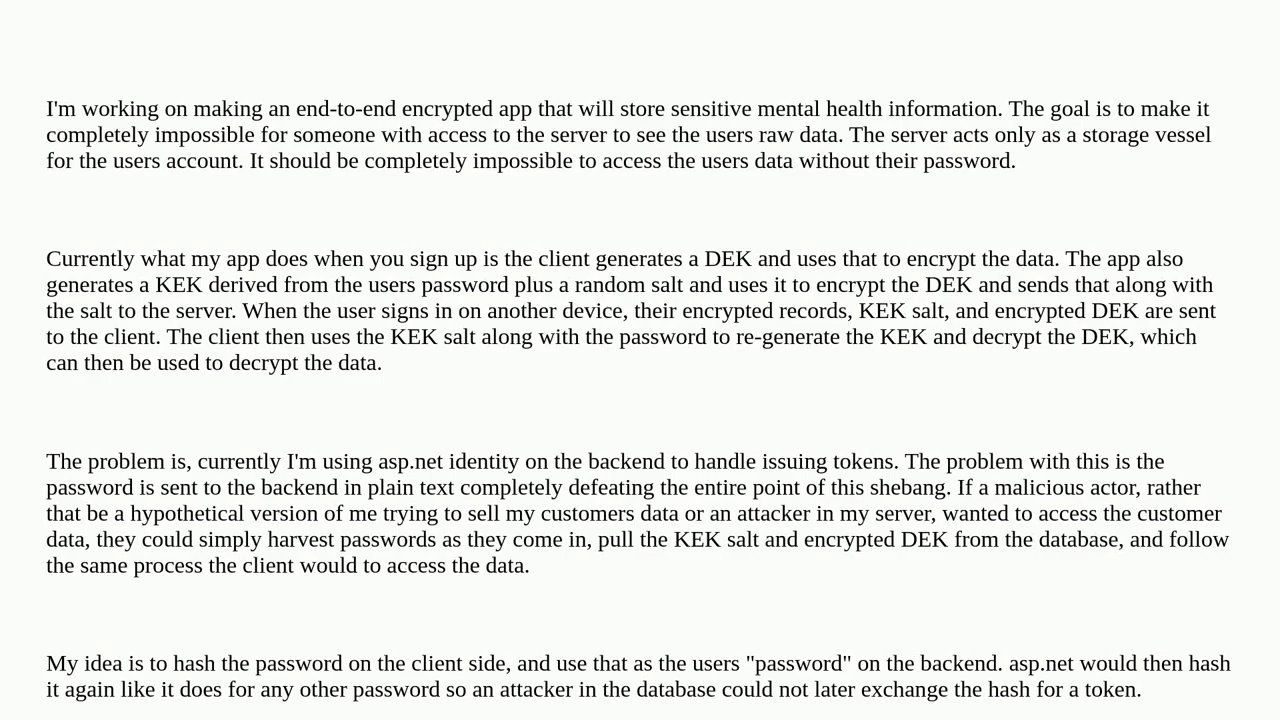 I'm working on making an end-to-end encrypted app that will store sensitive mental health information. The goal is to make it
completely impossible for someone with access to the server to see the users raw data. The server acts only as a storage vessel
for the users account. It should be completely impossible to access the users data without their password.
Currently what my app does when you sign up is the client generates a DEK and uses that to encrypt the data. The app also
generates a KEK derived from the users password plus a random salt and uses it to encrypt the DEK and sends that along with
the salt to the server. When the user signs in on another device, their encrypted records, KEK salt, and encrypted DEK are sent
to the client. The client then uses the KEK salt along with the password to re-generate the KEK and decrypt the DEK, which
can then be used to decrypt the data.
The problem is, currently I'm using asp.net identity on the backend to handle issuing tokens. The problem with this is the
password is sent to the backend in plain text completely defeating the entire point of this shebang. If a malicious actor, rather
that be a hypothetical version of me trying to sell my customers data or an attacker in my server, wanted to access the customer
data, they could simply harvest passwords as they come in, pull the KEK salt and encrypted DEK from the database, and follow
the same process the client would to access the data.
My idea is to hash the password on the client side, and use that as the users "password" on the backend. asp.net would then hash
it again like it does for any other password so an attacker in the database could not later exchange the hash for a token.